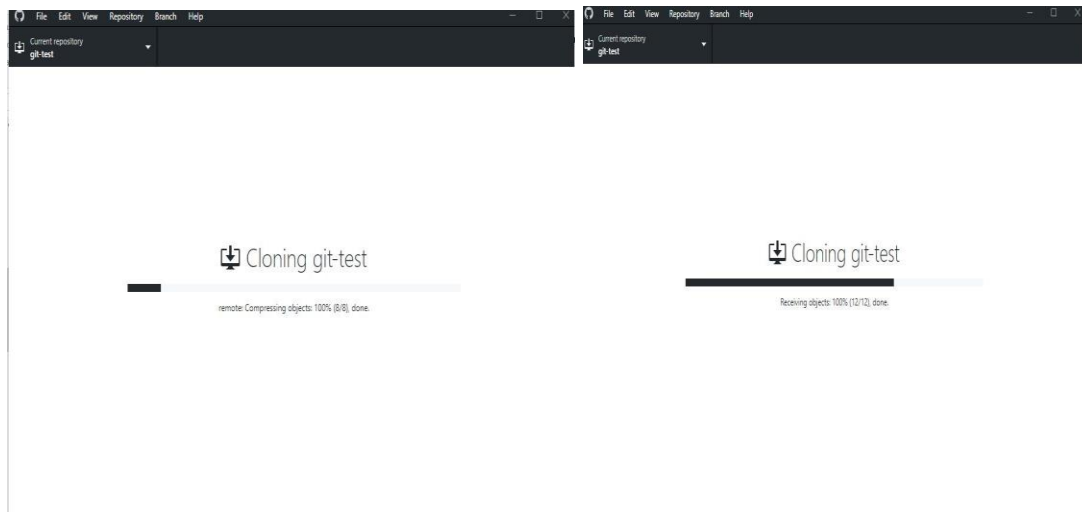 File Edit View Repository Branch Help
Current repository
git-test
Cloning git-test
remote: Compressing objects: 100% (8/8), done.
File Edit View Repository Branch Help
Current repository
git-test
Cloning git-test
Receiving objects: 100% (12/12), done.